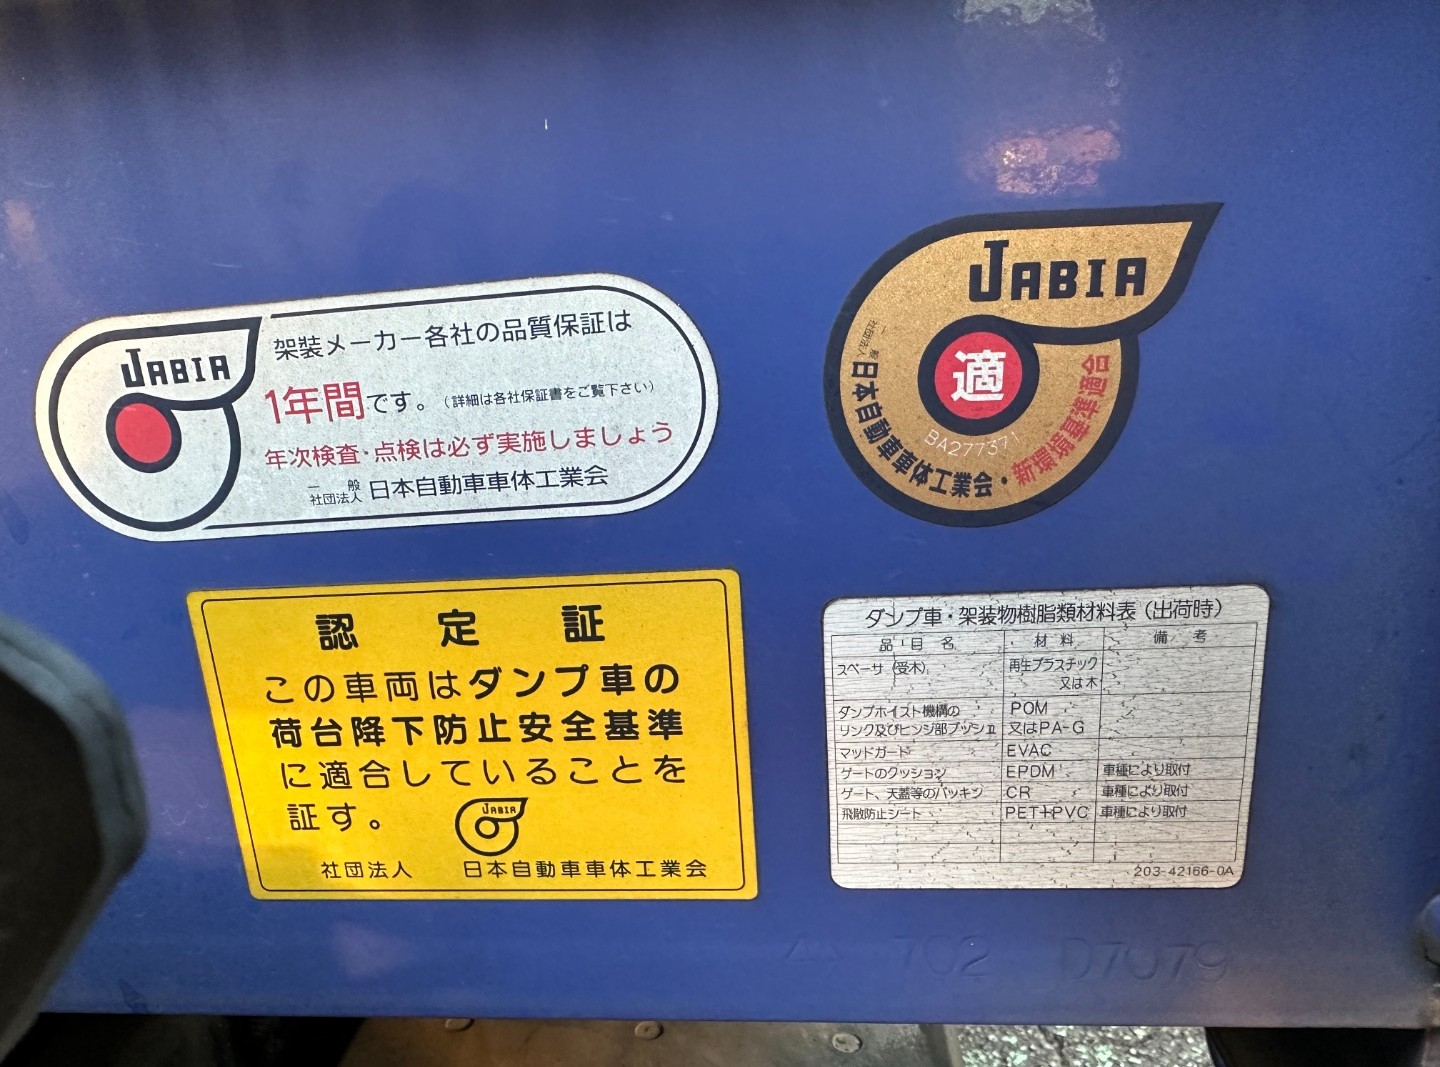 JABIA
架装メーカー各社の品質保証は
1年間です。(詳細は各社保証書をご覧下さい)
年次検査・点検は必ず実施しましょう
一般社団法人 日本自動車車体工業会
JABIA
適
BA277371
一般社団法人 日本自動車車体工業会・新環境基準適合
認定証
この車両はダンプ車の
荷台降下防止安全基準
に適合していることを
証す。
JABIA
社団法人 日本自動車車体工業会
ダンプ車・架装物樹脂類材料表(出荷時)
品目名 材料 備考
スペーサ(受木) 再生プラスチック
又は木
ダンプホイスト機構の POM
リンク及びヒンジ部ブッシュ 又はPA-G
マッドガード EVAC
ゲートのクッション EPDM 車種により取付
ゲート、天蓋等のパッキン CR 車種により取付
飛散防止シート PET+PVC 車種により取付
203-42166-0A
702 D7079